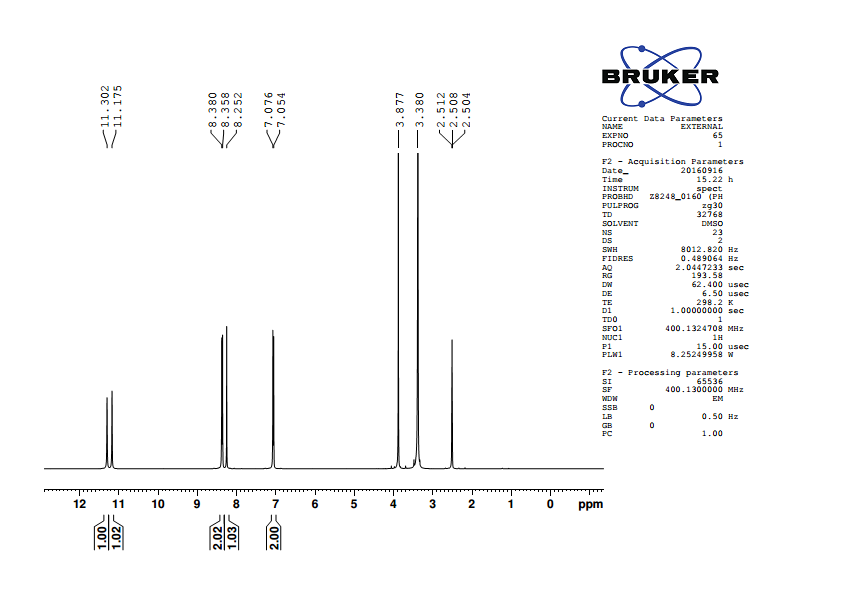 11.302
11.175
8.380
8.358
8.252
7.076
7.054
3.877
3.380
2.512
2.508
2.504
BRUKER
Current Data Parameters
NAME EXTERNAL
EXPNO 65
PROCNO 1
F2 - Acquisition Parameters
Date_ 20160916
Time 15.22 h
INSTRUM spect
PROBHD Z8248_0160 (PH
PULPROG zg30
TD 32768
SOLVENT DMSO
NS 23
DS 2
SWH 8012.820 Hz
FIDRES 0.489064 Hz
AQ 2.0447233 sec
RG 193.58
DW 62.400 usec
DE 6.50 usec
TE 298.2 K
D1 1.00000000 sec
TD0 1
SFO1 400.1324708 MHz
NUC1 1H
P1 15.00 usec
PLW1 8.25249958 W
F2 - Processing parameters
SI 65536
SF 400.1300000 MHz
WDW EM
SSB 0
LB 0.50 Hz
GB 0
PC 1.00
12 11 10 9 8 7 6 5 4 3 2 1 0 ppm
1.00
1.02
2.02
1.03
2.00